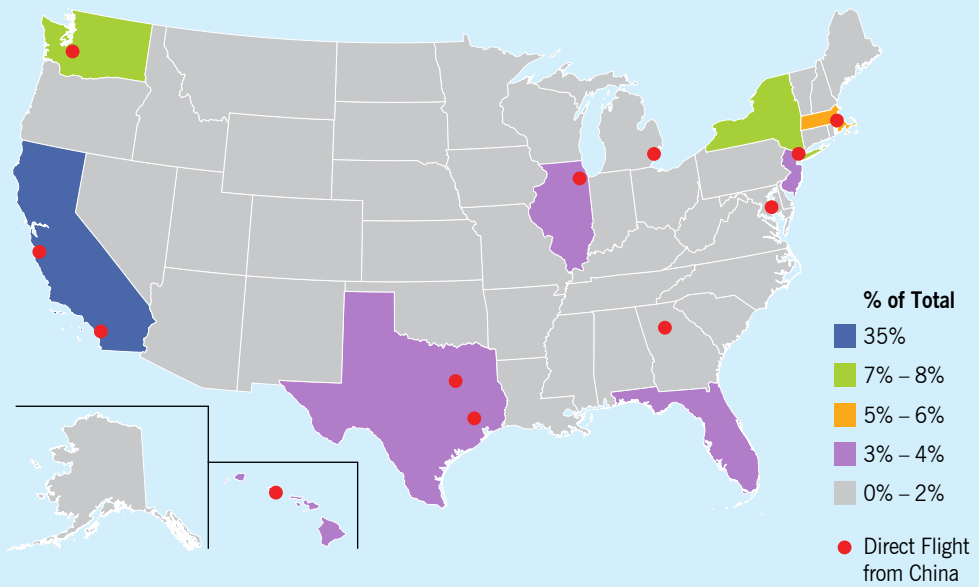 % of Total
35%
7% – 8%
5% – 6%
3% – 4%
0% – 2%
Direct Flight
from China